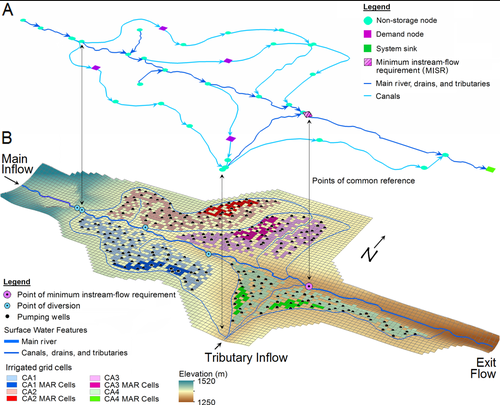 A
Legend
Non-storage node
Demand node
System sink
Minimum instream-flow
requirement (MISR)
Main river, drains, and tributaries
Canals
B
Main
Inflow
Points of common
reference
N
Legend
Point of minimum instream-flow requirement
Point of diversion
Pumping wells
Surface Water Features
Main river
Canals, drains, and tributaries
Irrigated grid cells
CA1
CA1 MAR Cells
CA2
CA2 MAR Cells
CA3
CA3 MAR Cells
CA4
CA4 MAR Cells
Tributary Inflow
Elevation (m)
1520
1250
Exit
Flow